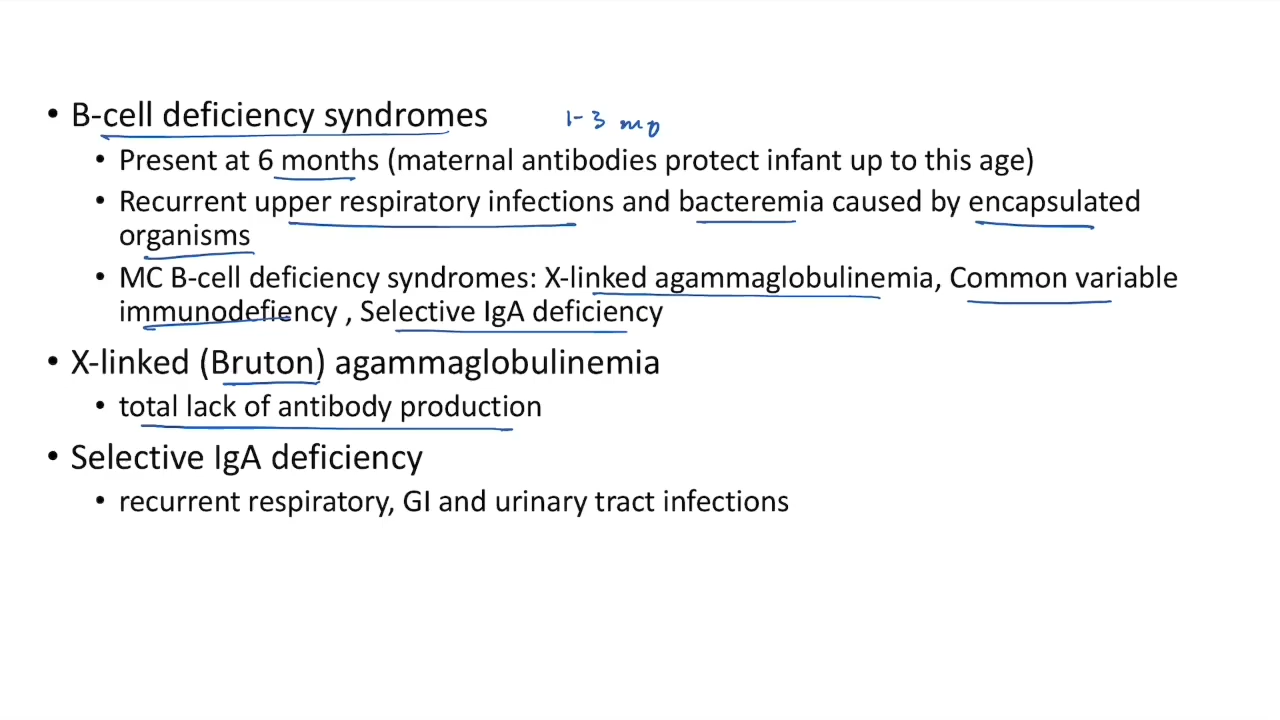 • B-cell deficiency syndromes 1-3 mo
• Present at 6 months (maternal antibodies protect infant up to this age)
• Recurrent upper respiratory infections and bacteremia caused by encapsulated
organisms
• MC B-cell deficiency syndromes: X-linked agammaglobulinemia, Common variable
immunodefiency , Selective IgA deficiency
• X-linked (Bruton) agammaglobulinemia
• total lack of antibody production
• Selective IgA deficiency
• recurrent respiratory, GI and urinary tract infections